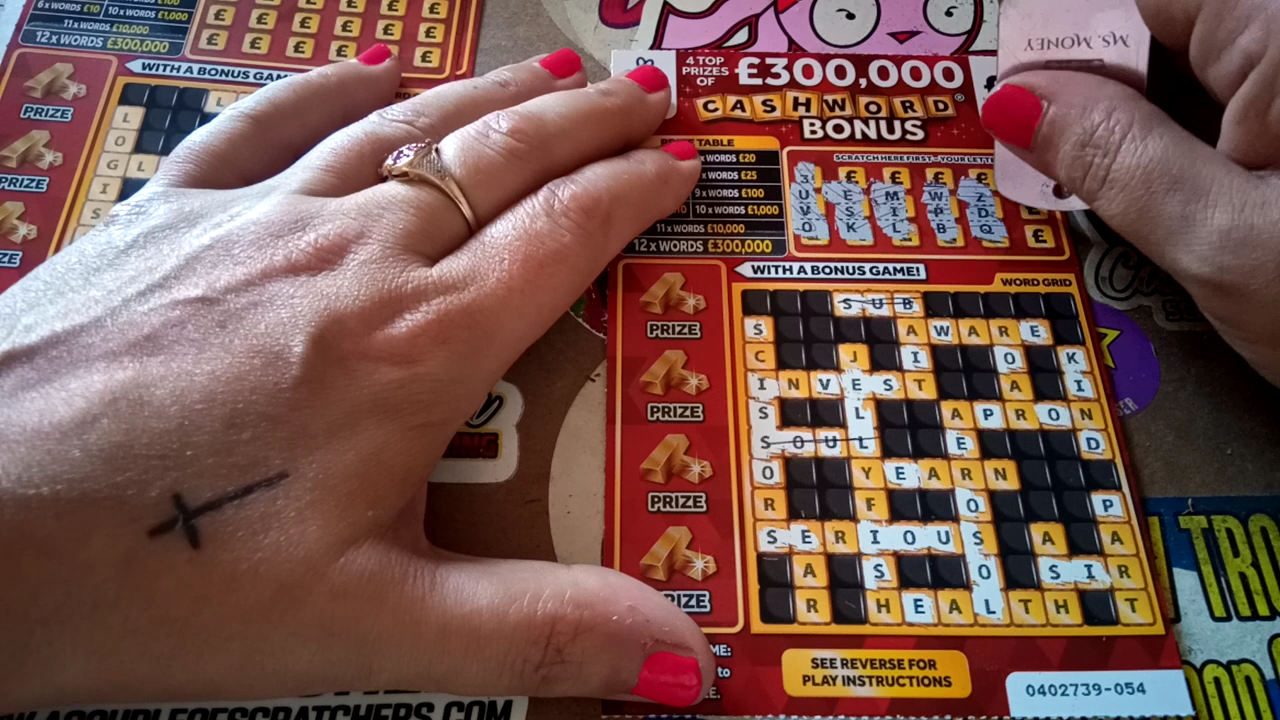 6 x WORDS £10 10 x WORDS £1,000
11 x WORDS £10,000
12 x WORDS £300,000
£ £ £ £ £
£ £ £ £ £
£ £ £ £ £
WITH A BONUS GAME
PRIZE
PRIZE
L
L
O
G L
I
S
MS. MONEY
4 TOP PRIZES OF £300,000
CASHWORD®
BONUS
TABLE
WORDS £20
WORDS £25
9 x WORDS £100
10 x WORDS £1,000
11 x WORDS £10,000
12 x WORDS £300,000
SCRATCH HERE FIRST - YOUR LETTE
£ £ £ £
U E M W Z
V S I P D
O K L B Q
£
WITH A BONUS GAME!
WORD GRID
PRIZE
PRIZE
PRIZE
PRIZE
SUB
S AWARE
C J I O K
INVEST A I
S L APRON
SOUL E D
O YEARN
R F O P
SERIOUS A A
A S O SIR
R HEALTH T
SEE REVERSE FOR
PLAY INSTRUCTIONS
0402739-054